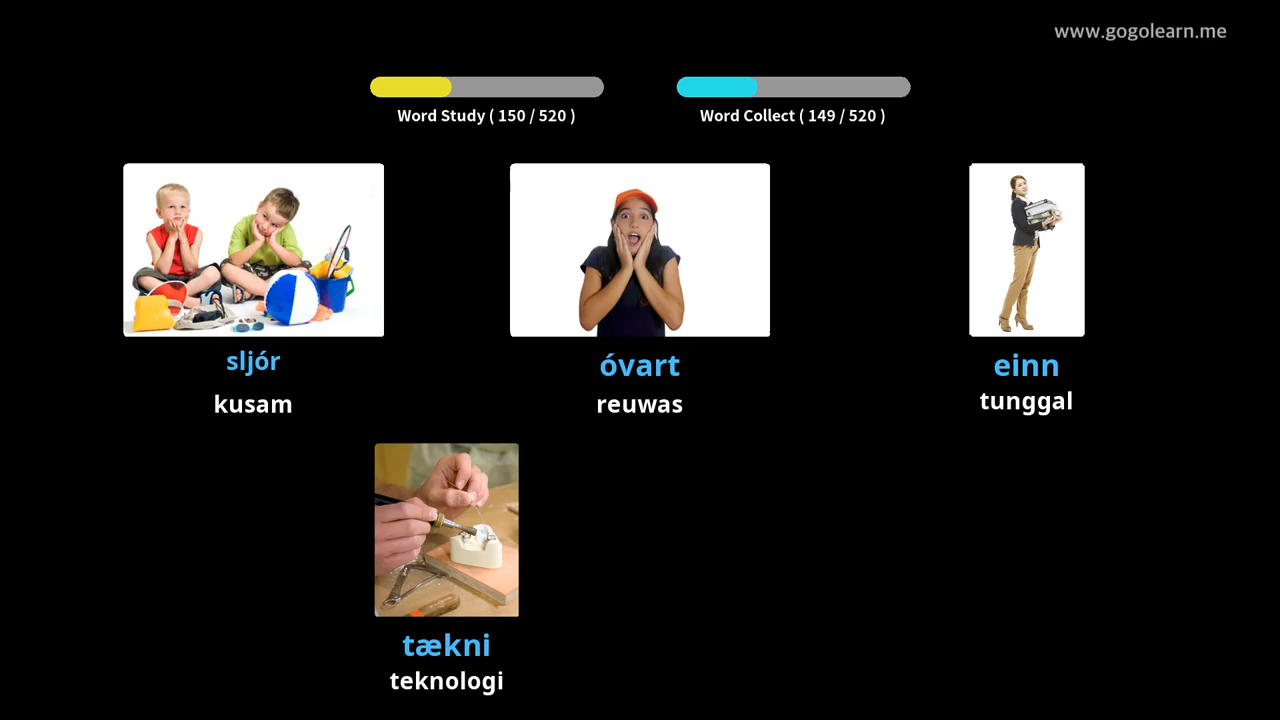 www.gogolearn.me
Word Study ( 150 / 520 )
Word Collect ( 149 / 520 )
sljór
kusam
óvart
reuwas
einn
tunggal
tækni
teknologi